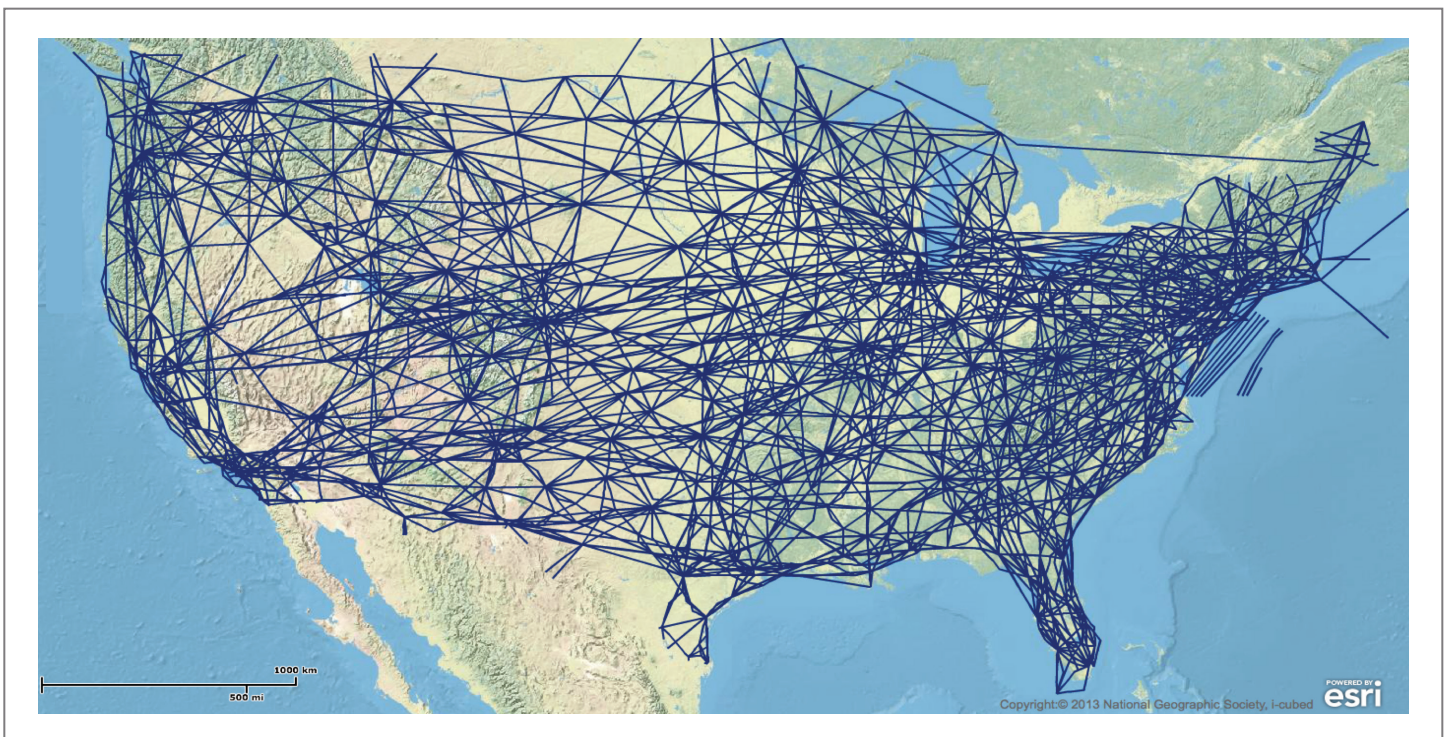 1000 km
500 mi
POWERED BY
esri
Copyright:© 2013 National Geographic Society, i-cubed